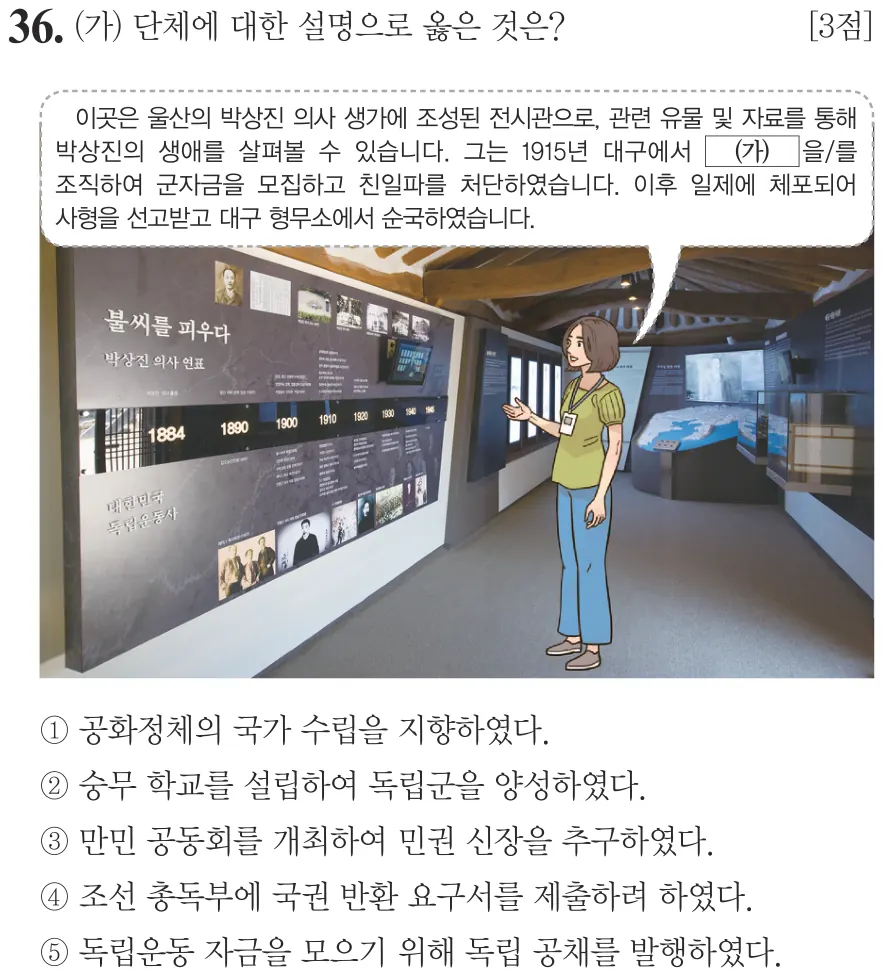 36. (가) 단체에 대한 설명으로 옳은 것은? [3점]
이곳은 울산의 박상진 의사 생가에 조성된 전시관으로, 관련 유물 및 자료를 통해
박상진의 생애를 살펴볼 수 있습니다. 그는 1915년 대구에서 (가) 을/를
조직하여 군자금을 모집하고 친일파를 처단하였습니다. 이후 일제에 체포되어
사형을 선고받고 대구 형무소에서 순국하였습니다.
불씨를 피우다
박상진 의사 연표
1884 1890 1900 1910 1920 1930 1940 1945
대한민국
독립운동사
① 공화정체의 국가 수립을 지향하였다.
② 숭무 학교를 설립하여 독립군을 양성하였다.
③ 만민 공동회를 개최하여 민권 신장을 추구하였다.
④ 조선 총독부에 국권 반환 요구서를 제출하려 하였다.
⑤ 독립운동 자금을 모으기 위해 독립 공채를 발행하였다.